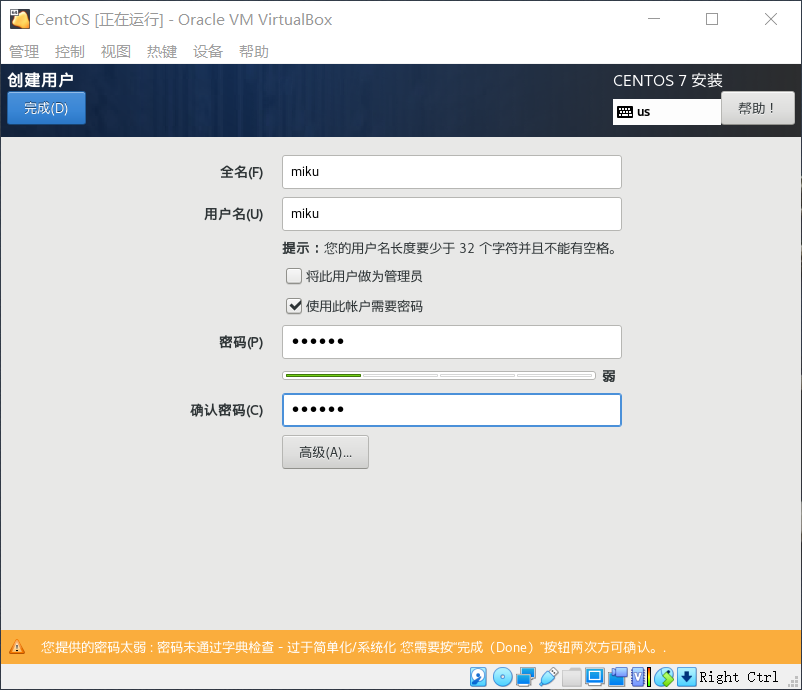 CentOS [正在运行] - Oracle VM VirtualBox
管理 控制 视图 热键 设备 帮助
创建用户
CENTOS 7 安装
完成(D)
us
帮助！
全名(F)
miku
用户名(U)
miku
提示：您的用户名长度要少于 32 个字符并且不能有空格。
将此用户做为管理员
使用此帐户需要密码
密码(P)
●●●●●●
弱
确认密码(C)
●●●●●●
高级(A)...
您提供的密码太弱 : 密码未通过字典检查 - 过于简单化/系统化 您需要按“完成（Done）”按钮两次方可确认。.
Right Ctrl